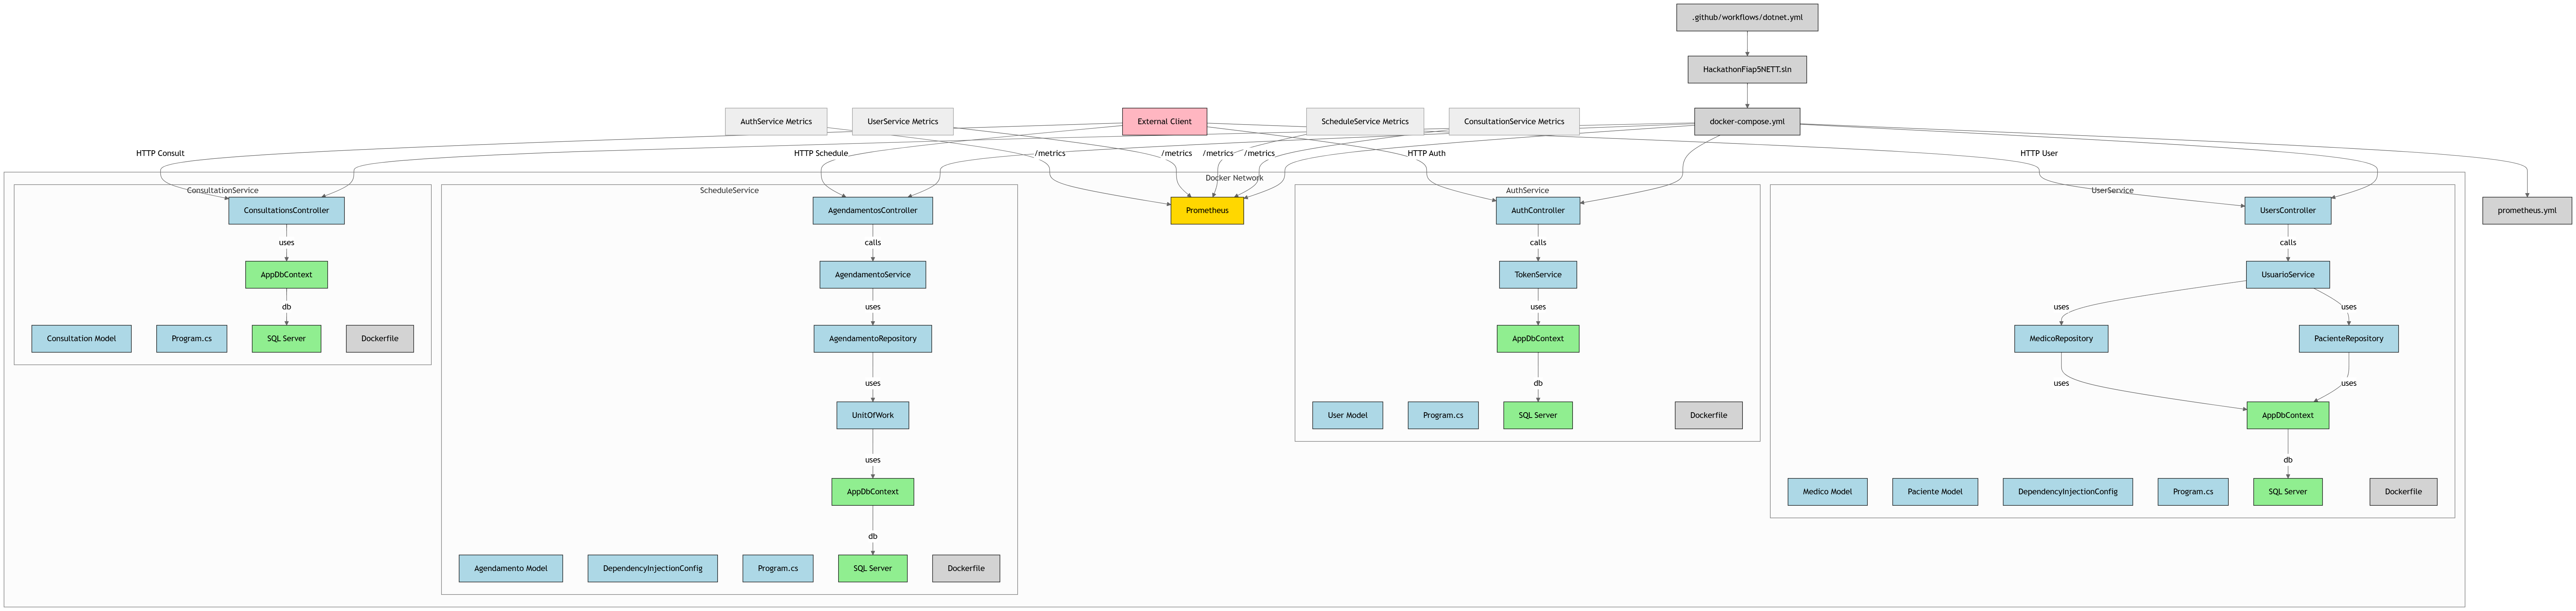 .github/workflows/dotnet.yml
HackathonFiap5NETT.sln
AuthService Metrics
UserService Metrics
External Client
ScheduleService Metrics
ConsultationService Metrics
docker-compose.yml
HTTP Consult
HTTP Schedule
/metrics
/metrics
/metrics
/metrics
HTTP Auth
HTTP User
Docker Network
ConsultationService
ConsultationsController
uses
AppDbContext
db
Consultation Model
Program.cs
SQL Server
Dockerfile
ScheduleService
AgendamentosController
calls
AgendamentoService
uses
AgendamentoRepository
uses
UnitOfWork
uses
AppDbContext
db
Agendamento Model
DependencyInjectionConfig
Program.cs
SQL Server
Dockerfile
Prometheus
AuthService
AuthController
calls
TokenService
uses
AppDbContext
db
User Model
Program.cs
SQL Server
Dockerfile
UserService
UsersController
calls
UsuarioService
uses
uses
MedicoRepository
PacienteRepository
uses
uses
AppDbContext
db
Medico Model
Paciente Model
DependencyInjectionConfig
Program.cs
SQL Server
Dockerfile
prometheus.yml